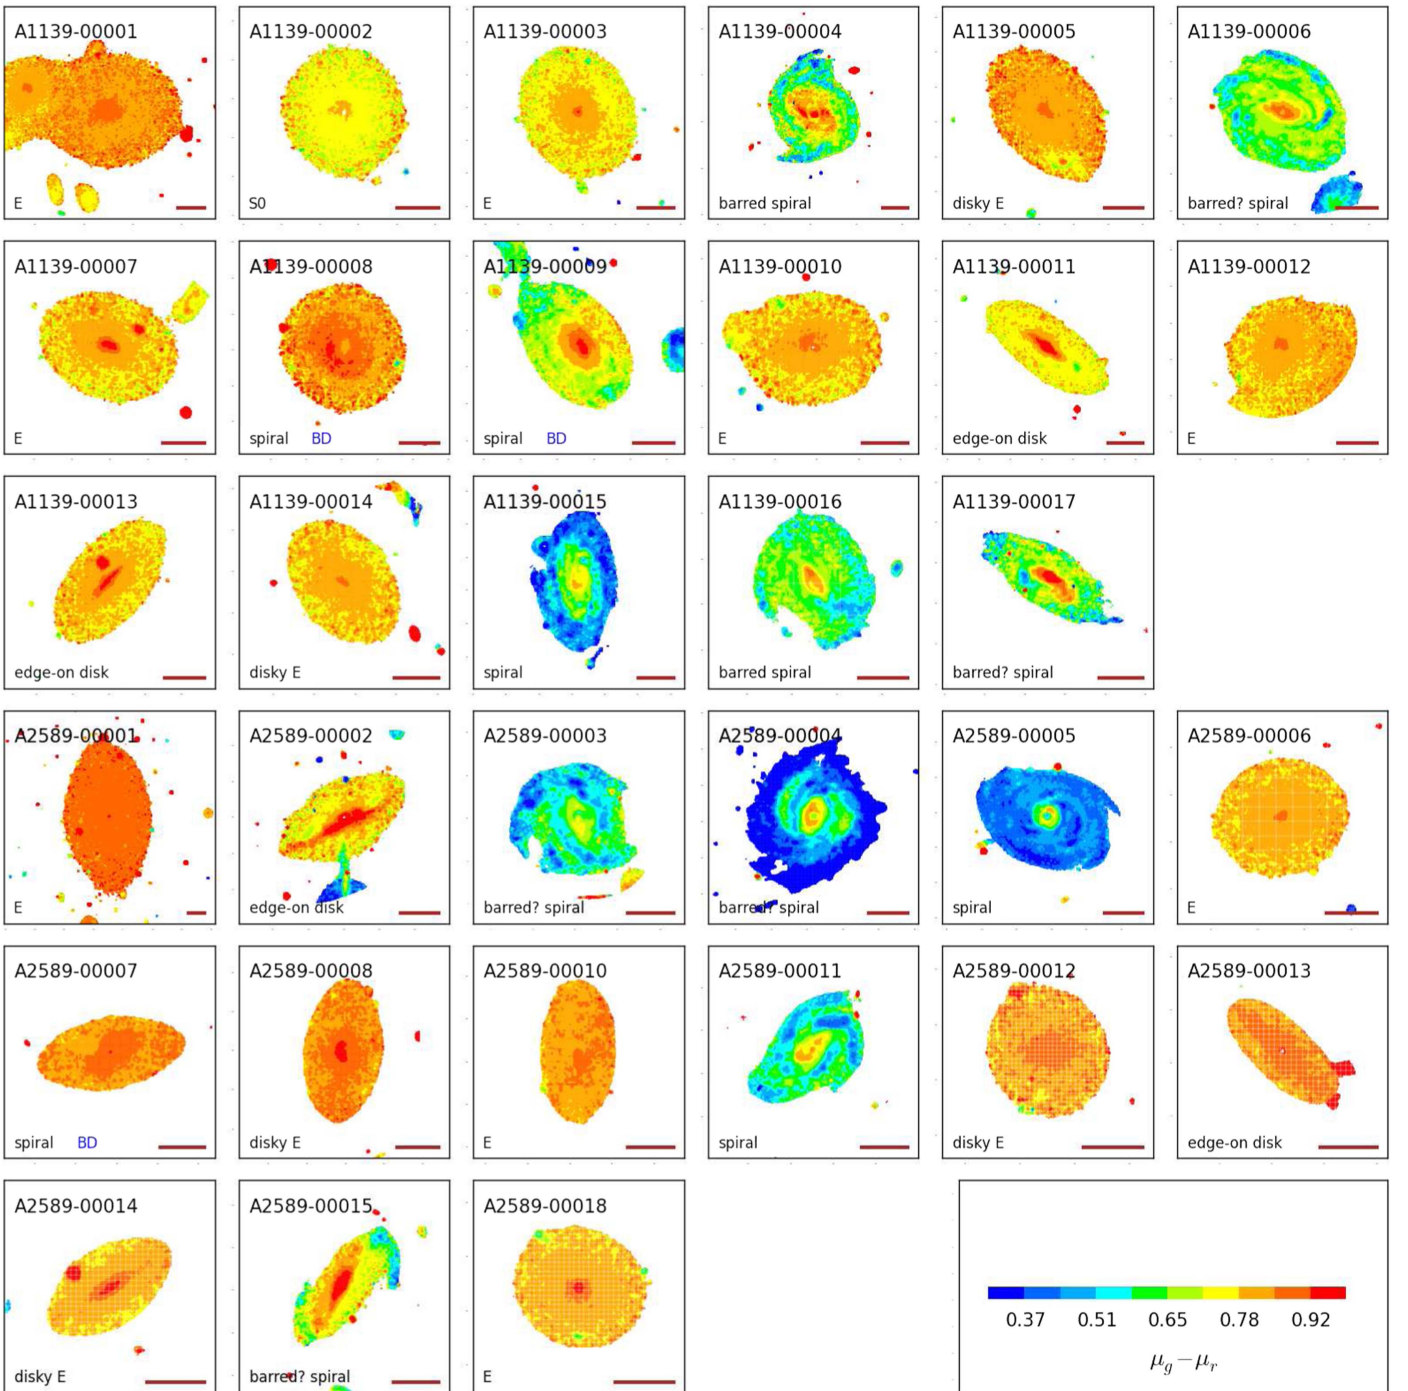 A1139-00001
E
A1139-00002
S0
A1139-00003
E
A1139-00004
barred spiral
A1139-00005
disky E
A1139-00006
barred? spiral
A1139-00007
E
A1139-00008
spiral BD
A1139-00009
spiral BD
A1139-00010
E
A1139-00011
edge-on disk
A1139-00012
E
A1139-00013
edge-on disk
A1139-00014
disky E
A1139-00015
spiral
A1139-00016
barred spiral
A1139-00017
barred? spiral
A2589-00001
E
A2589-00002
edge-on disk
A2589-00003
barred? spiral
A2589-00004
barred? spiral
A2589-00005
spiral
A2589-00006
E
A2589-00007
spiral BD
A2589-00008
disky E
A2589-00010
E
A2589-00011
spiral
A2589-00012
disky E
A2589-00013
edge-on disk
A2589-00014
disky E
A2589-00015
barred? spiral
A2589-00018
E
0.37 0.51 0.65 0.78 0.92
μg−μr